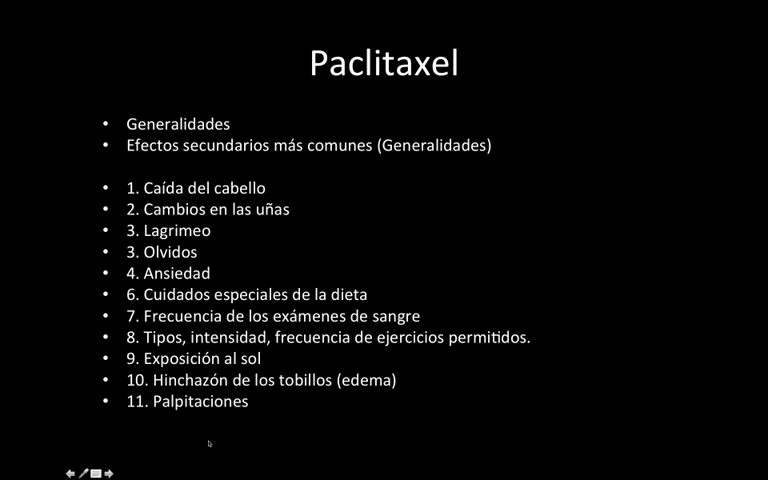 Paclitaxel
• Generalidades
• Efectos secundarios más comunes (Generalidades)
• 1. Caída del cabello
• 2. Cambios en las uñas
• 3. Lagrimeo
• 3. Olvidos
• 4. Ansiedad
• 6. Cuidados especiales de la dieta
• 7. Frecuencia de los exámenes de sangre
• 8. Tipos, intensidad, frecuencia de ejercicios permitidos.
• 9. Exposición al sol
• 10. Hinchazón de los tobillos (edema)
• 11. Palpitaciones